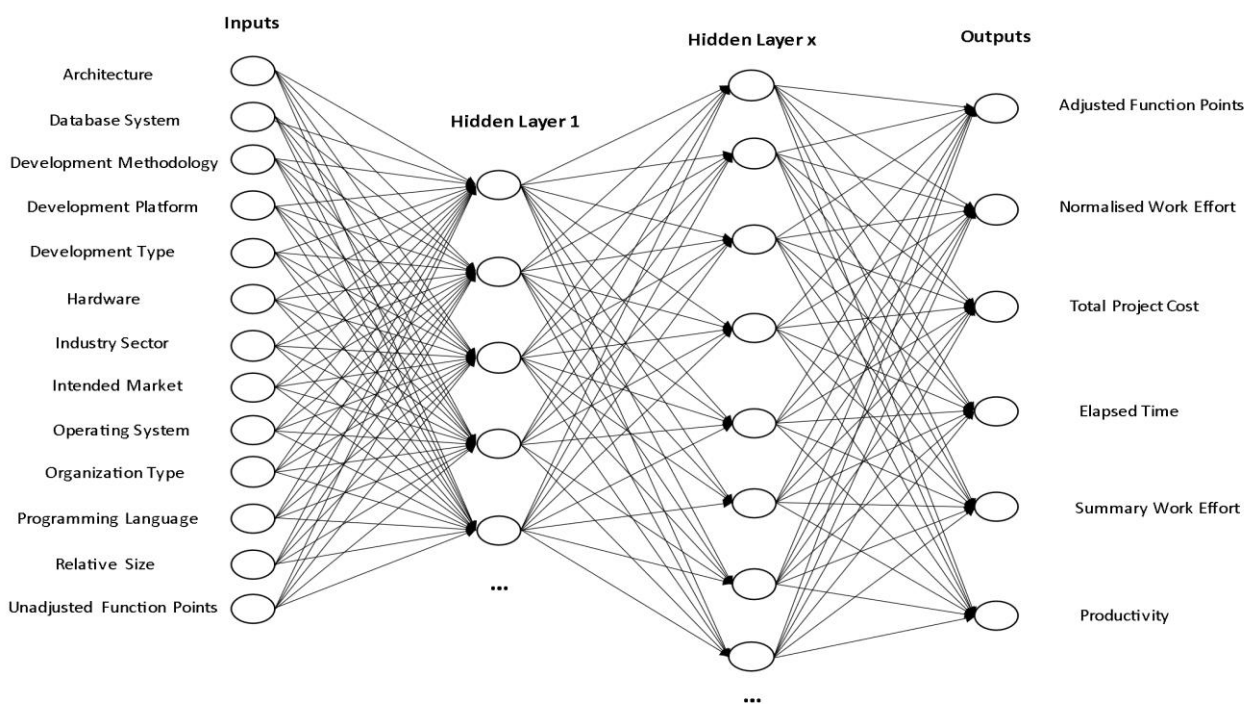 Inputs
Architecture
Database System
Development Methodology
Development Platform
Development Type
Hardware
Industry Sector
Intended Market
Operating System
Organization Type
Programming Language
Relative Size
Unadjusted Function Points
Hidden Layer 1
...
Hidden Layer x
...
Outputs
Adjusted Function Points
Normalised Work Effort
Total Project Cost
Elapsed Time
Summary Work Effort
Productivity